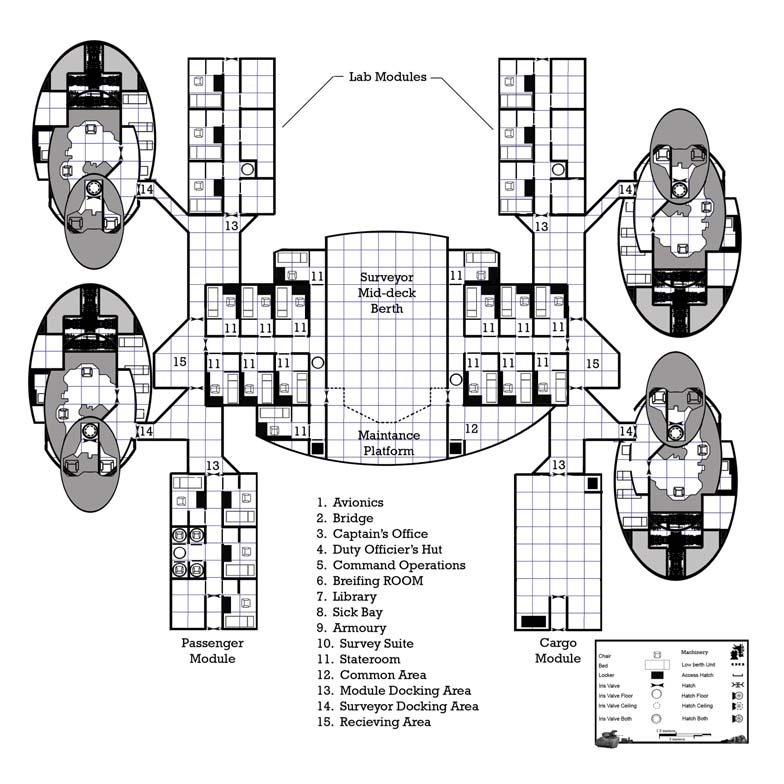 Lab Modules
14
14
13
13
11
Surveyor
Mid-deck
Berth
11
11
11
11
11
11
11
15
11
11
11
11
11
11
15
14
11
Maintance
Platform
12
14
13
13
Passenger
Module
Cargo
Module
1. Avionics
2. Bridge
3. Captain's Office
4. Duty Officier's Hut
5. Command Operations
6. Breifing ROOM
7. Library
8. Sick Bay
9. Armoury
10. Survey Suite
11. Stateroom
12. Common Area
13. Module Docking Area
14. Surveyor Docking Area
15. Recieving Area
Chair
Machinery
Bed
Low berth Unit
Locker
Access Hatch
Iris Valve
Hatch
Iris Valve Floor
Hatch Floor
Iris Valve Ceiling
Hatch Ceiling
Iris Valve Both
Hatch Both